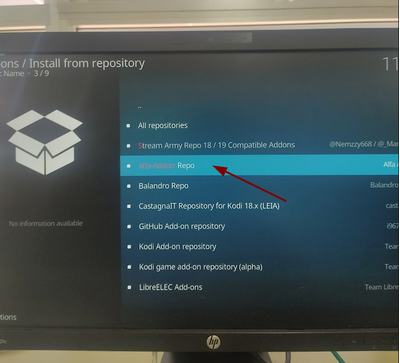 ons / Install from repository
Name · 3 / 9
11
..
All repositories
Stream Army Repo 18 / 19 Compatible Addons @Nemzzy668 / @_Mar
Alfa-Addon Repo Alfa
Balandro Repo Balandro
CastagnaIT Repository for Kodi 18.x (LEIA) cast
GitHub Add-on repository i96
Kodi Add-on repository Tean
Kodi game add-on repository (alpha) Tean
LibreELEC Add-ons Team Libre
No information available
tions
hp